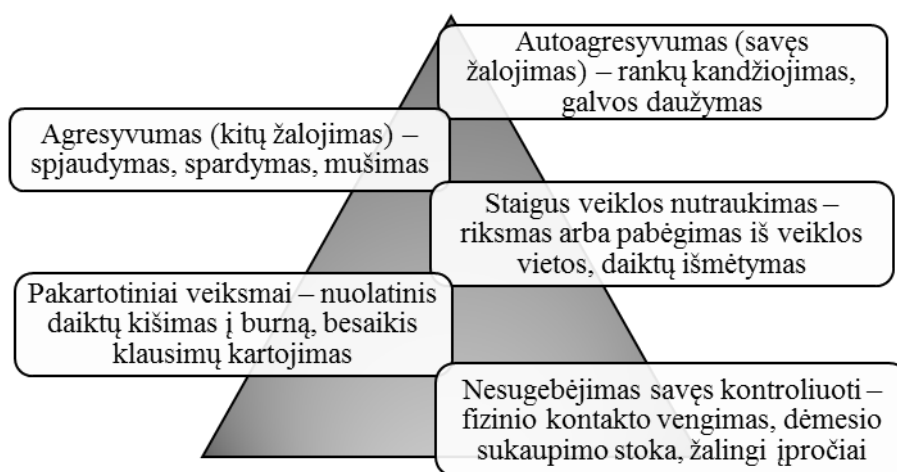 Autoagresyvumas (savęs
žalojimas) – rankų kandžiojimas,
galvos daužymas
Agresyvumas (kitų žalojimas) –
spjaudymas, spardymas, mušimas
Staigus veiklos nutraukimas –
riksmas arba pabėgimas iš veiklos
vietos, daiktų išmėtymas
Pakartotiniai veiksmai – nuolatinis
daiktų kišimas į burną, besaikis
klausimų kartojimas
Nesugebėjimas savęs kontroliuoti –
fizinio kontakto vengimas, dėmesio
sukaupimo stoka, žalingi įpročiai